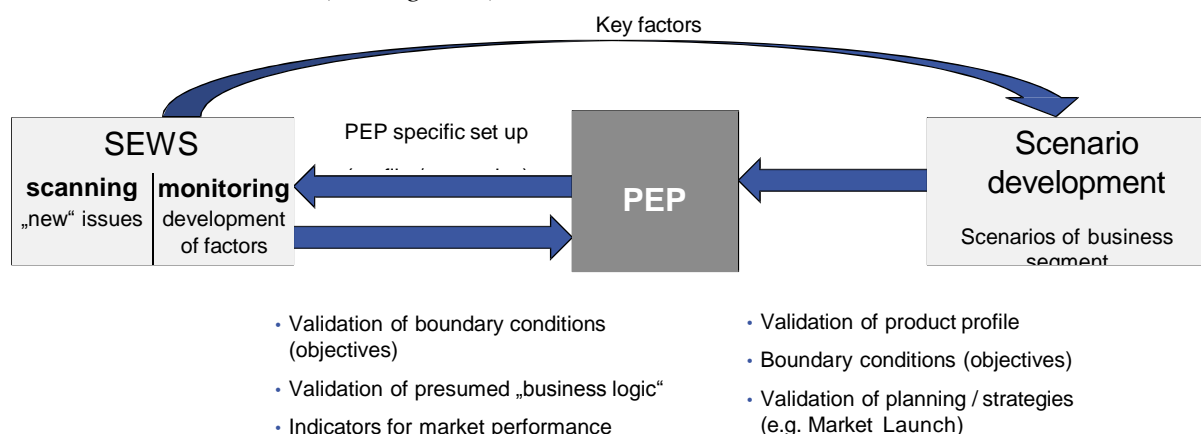 Key factors
SEWS
scanning
„new“ issues
monitoring
development
of factors
PEP specific set up
PEP
Scenario
development
Scenarios of business
segment
• Validation of boundary conditions
(objectives)
• Validation of presumed „business logic“
• Indicators for market performance
• Validation of product profile
• Boundary conditions (objectives)
• Validation of planning / strategies
(e.g. Market Launch)